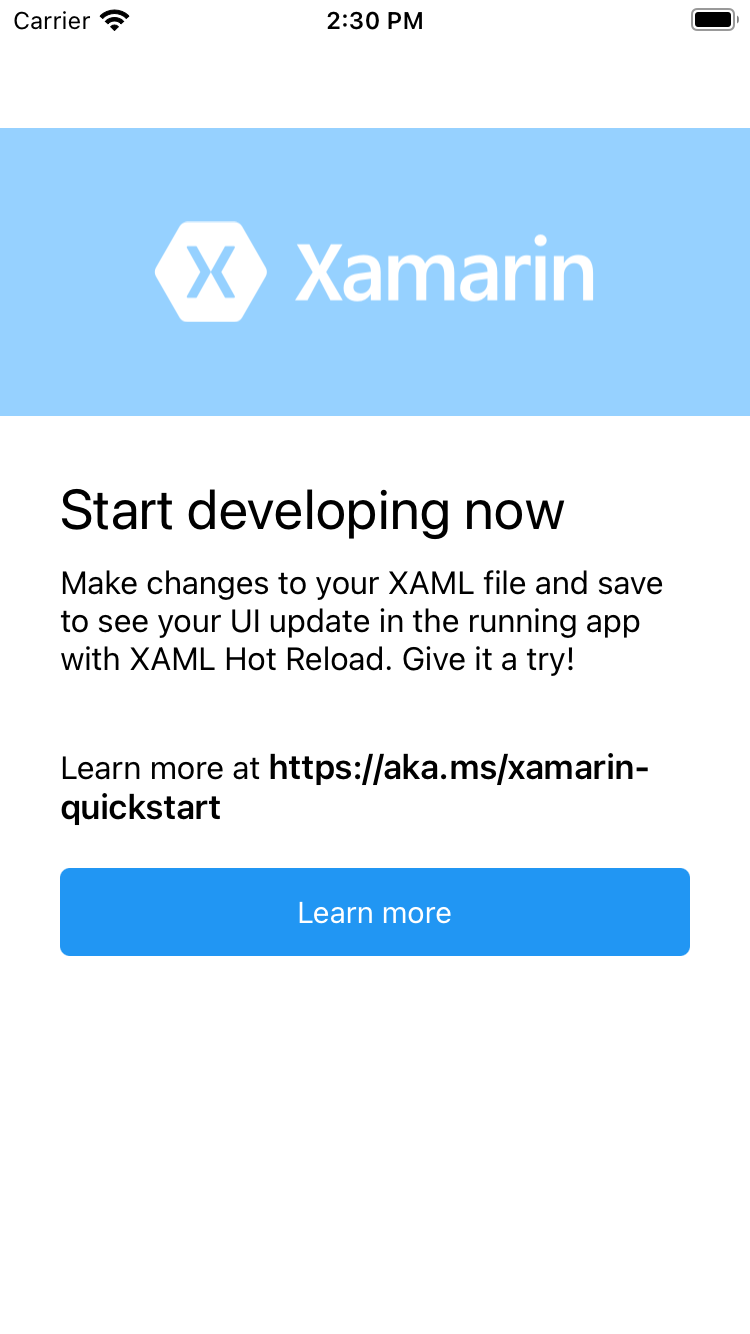 Carrier 2:30 PM
X Xamarin
Start developing now
Make changes to your XAML file and save
to see your UI update in the running app
with XAML Hot Reload. Give it a try!
Learn more at https://aka.ms/xamarin-
quickstart
Learn more